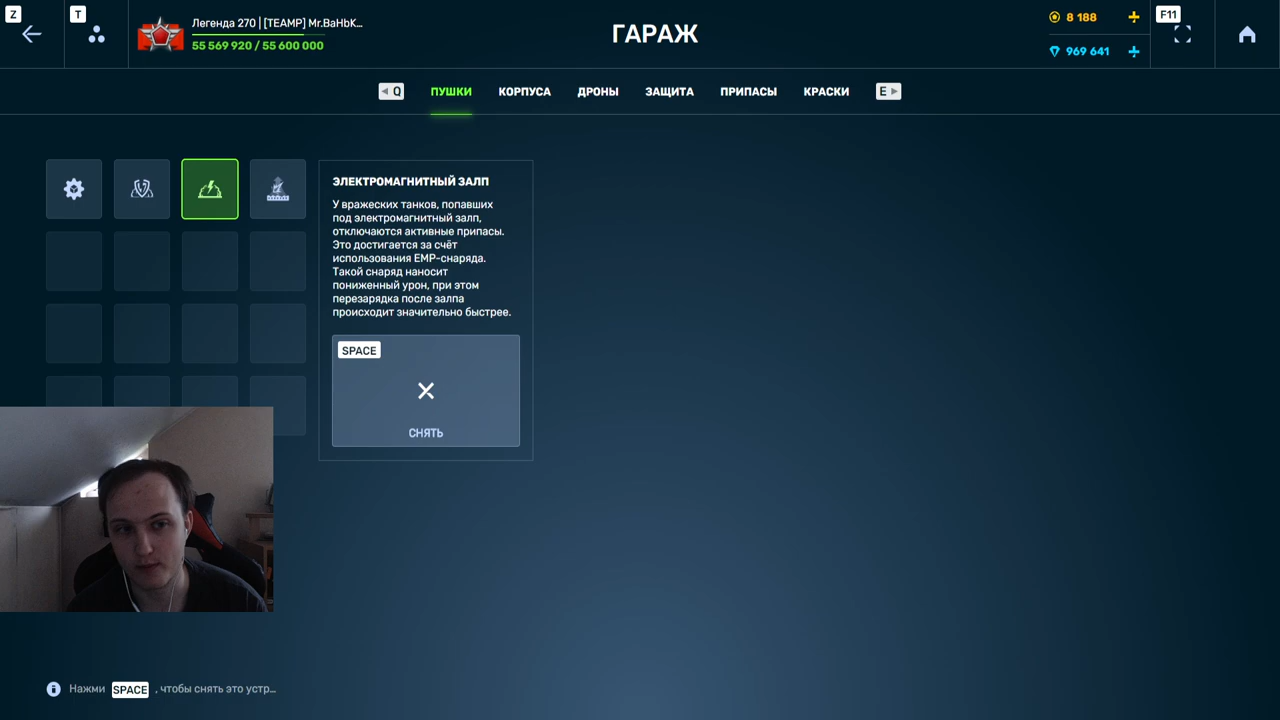 Z
T
Легенда 270 | [TEAMP] Mr.BaHbK...
55 569 920 / 55 600 000
ГАРАЖ
8 188
969 641
F11
Q
ПУШКИ
КОРПУСА
ДРОНЫ
ЗАЩИТА
ПРИПАСЫ
КРАСКИ
E
ЭЛЕКТРОМАГНИТНЫЙ ЗАЛП
У вражеских танков, попавших
под электромагнитный залп,
отключаются активные припасы.
Это достигается за счёт
использования EMP-снаряда.
Такой снаряд наносит
пониженный урон, при этом
перезарядка после залпа
происходит значительно быстрее.
SPACE
СНЯТЬ
Нажми SPACE , чтобы снять это устр...